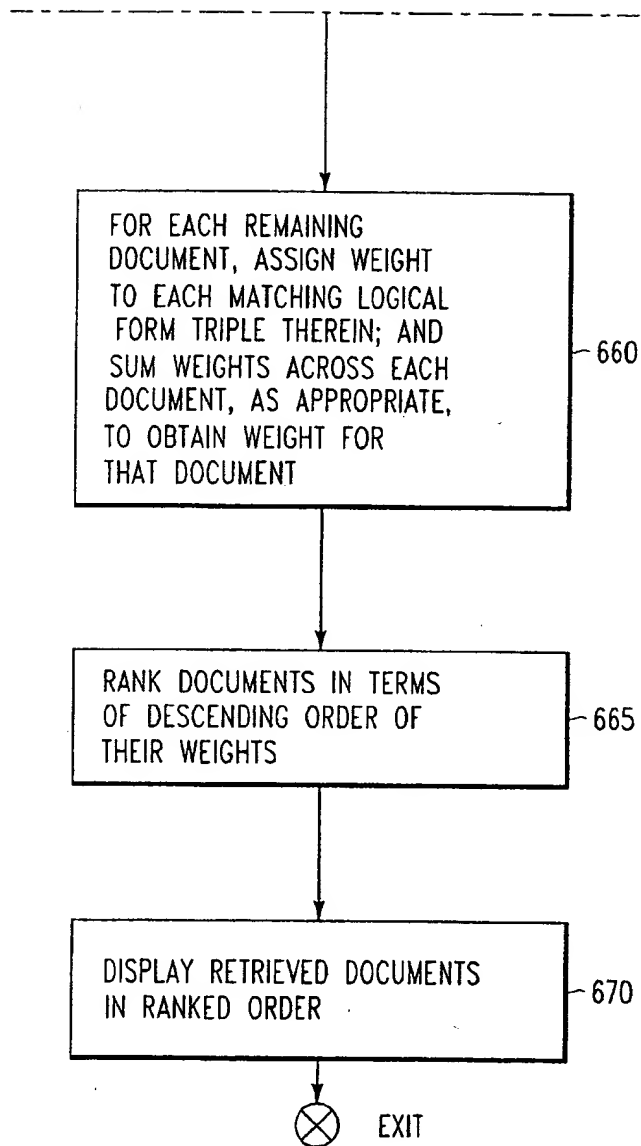 FOR EACH REMAINING
DOCUMENT, ASSIGN WEIGHT
TO EACH MATCHING LOGICAL
FORM TRIPLE THEREIN; AND
SUM WEIGHTS ACROSS EACH
DOCUMENT, AS APPROPRIATE,
TO OBTAIN WEIGHT FOR
THAT DOCUMENT
660
RANK DOCUMENTS IN TERMS
OF DESCENDING ORDER OF
THEIR WEIGHTS
665
DISPLAY RETRIEVED DOCUMENTS
IN RANKED ORDER
670
EXIT